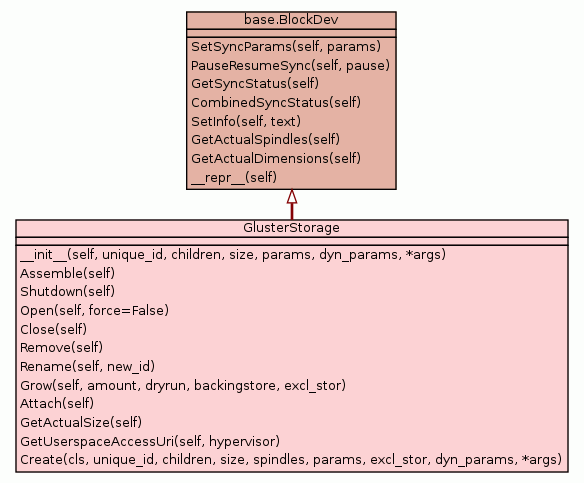 base.BlockDev
SetSyncParams(self, params)
PauseResumeSync(self, pause)
GetSyncStatus(self)
CombinedSyncStatus(self)
SetInfo(self, text)
GetActualSpindles(self)
GetActualDimensions(self)
__repr__(self)
GlusterStorage
__init__(self, unique_id, children, size, params, dyn_params, *args)
Assemble(self)
Shutdown(self)
Open(self, force=False)
Close(self)
Remove(self)
Rename(self, new_id)
Grow(self, amount, dryrun, backingstore, excl_stor)
Attach(self)
GetActualSize(self)
GetUserspaceAccessUri(self, hypervisor)
Create(cls, unique_id, children, size, spindles, params, excl_stor, dyn_params, *args)